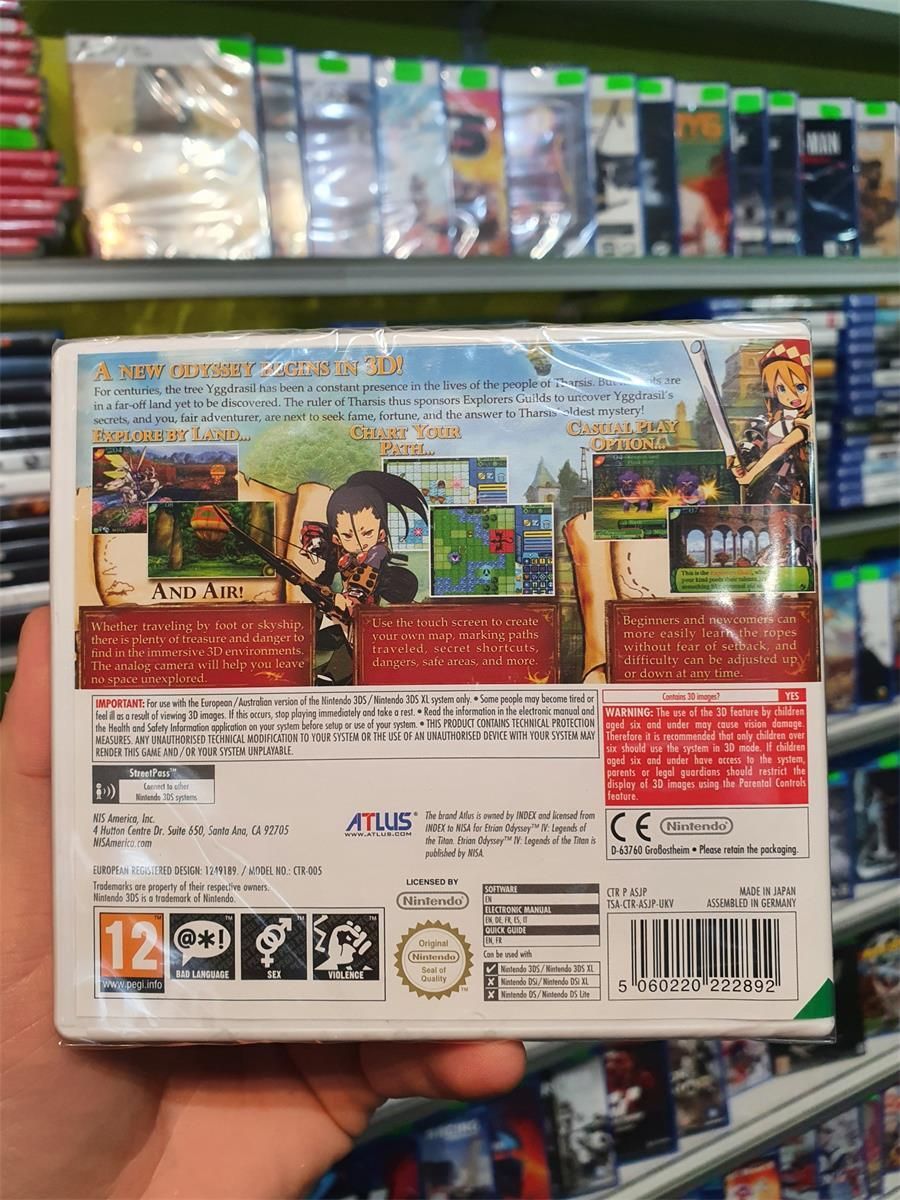 A NEW ODYSSEY BEGINS IN 3D!
For centuries, the tree Yggdrasil has been a constant presence in the lives of the people of Tharsis. But its roots are
in a far-off land yet to be discovered. The ruler of Tharsis thus sponsors Explorers Guilds to uncover Yggdrasil's
secrets, and you, fair adventurer, are next to seek fame, fortune, and the answer to Tharsis' oldest mystery!
EXPLORE BY LAND...
AND AIR!
Whether traveling by foot or skyship,
there is plenty of treasure and danger to
find in the immersive 3D environments.
The analog camera will help you leave
no space unexplored.
CHART YOUR
PATH...
Use the touch screen to create
your own map, marking paths
traveled, secret shortcuts,
dangers, safe areas, and more.
CASUAL PLAY
OPTION...
This is the
Beginners and newcomers can
more easily learn the ropes
without fear of setback, and
difficulty can be adjusted up
or down at any time.
IMPORTANT: For use with the European/Australian version of the Nintendo 3DS/Nintendo 3DS XL system only. • Some people may become tired or
feel ill as a result of viewing 3D images. If this occurs, stop playing immediately and take a rest. • Read the information in the electronic manual and
the Health and Safety Information application on your system before setup or use of your system. • THIS PRODUCT CONTAINS TECHNICAL PROTECTION
MEASURES. ANY UNAUTHORISED TECHNICAL MODIFICATION TO YOUR SYSTEM OR THE USE OF AN UNAUTHORISED DEVICE WITH YOUR SYSTEM MAY
RENDER THIS GAME AND/OR YOUR SYSTEM UNPLAYABLE.
Contains 3D images? YES
WARNING: The use of the 3D feature by children
aged six and under may cause vision damage.
Therefore it is recommended that only children over
six should use the system in 3D mode. If children
aged six and under have access to the system,
parents or legal guardians should restrict the
display of 3D images using the Parental Controls
feature.
StreetPass™
Connect to other
Nintendo 3DS systems
NIS America, Inc.
4 Hutton Centre Dr. Suite 650, Santa Ana, CA 92705
NISAmerica.com
ATLUS®
WWW.ATLUS.COM
The brand Atlus is owned by INDEX and licensed from
INDEX to NISA for Etrian Odyssey™ IV: Legends of
the Titan. Etrian Odyssey™ IV: Legends of the Titan is
published by NISA.
CE Nintendo®
D-63760 Großostheim • Please retain the packaging.
EUROPEAN REGISTERED DESIGN: 1249189. / MODEL NO.: CTR-005
Trademarks are property of their respective owners.
Nintendo 3DS is a trademark of Nintendo.
12
www.pegi.info
@*!
BAD LANGUAGE
SEX
VIOLENCE
LICENSED BY
Nintendo®
Original
Nintendo
Seal of
Quality
SOFTWARE
EN
ELECTRONIC MANUAL
EN, DE, FR, ES, IT
QUICK GUIDE
EN, FR
Can be used with
Nintendo 3DS/Nintendo 3DS XL
Nintendo DSi/Nintendo DSi XL
Nintendo DS/Nintendo DS Lite
CTR P ASJP
TSA-CTR-ASJP-UKV
MADE IN JAPAN
ASSEMBLED IN GERMANY
5 060220 222892
-MAN